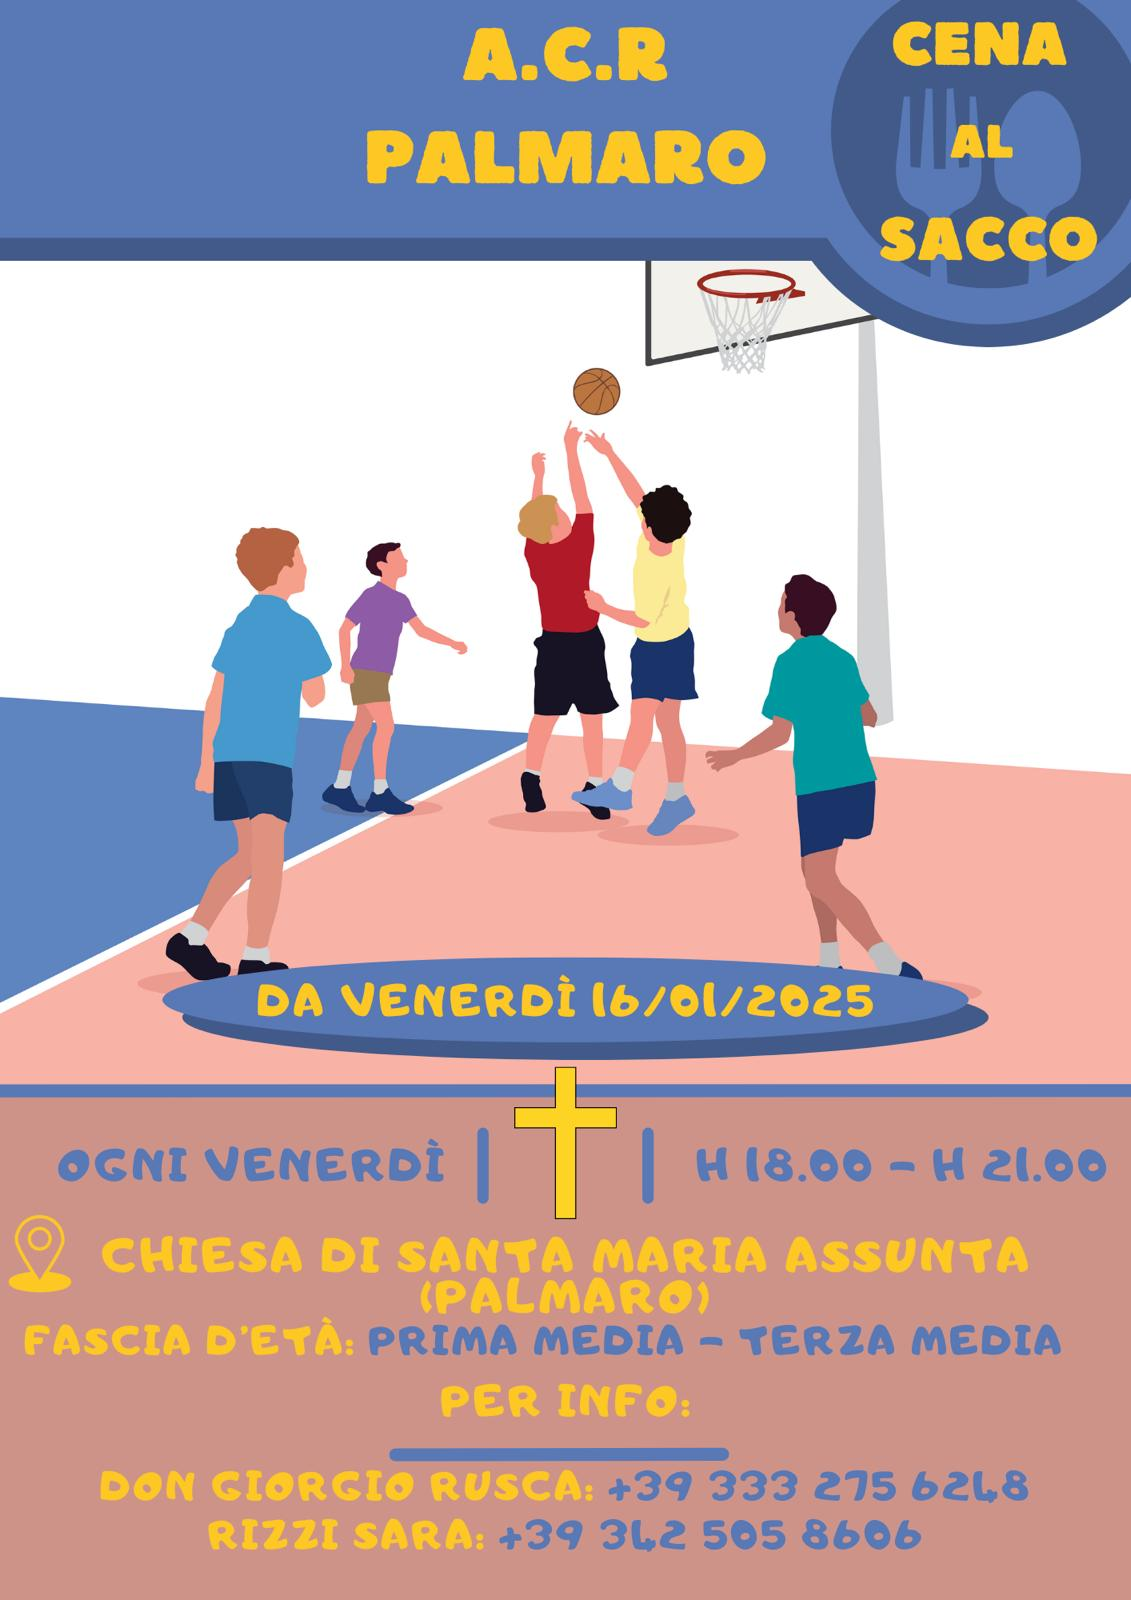 A.C.R
PALMARO
CENA
AL
SACCO
DA VENERDÌ 16/01/2025
OGNI VENERDÌ
H 18.00 - H 21.00
CHIESA DI SANTA MARIA ASSUNTA
(PALMARO)
FASCIA D'ETÀ: PRIMA MEDIA - TERZA MEDIA
PER INFO:
DON GIORGIO RUSCA: +39 333 275 6248
RIZZI SARA: +39 342 505 8606